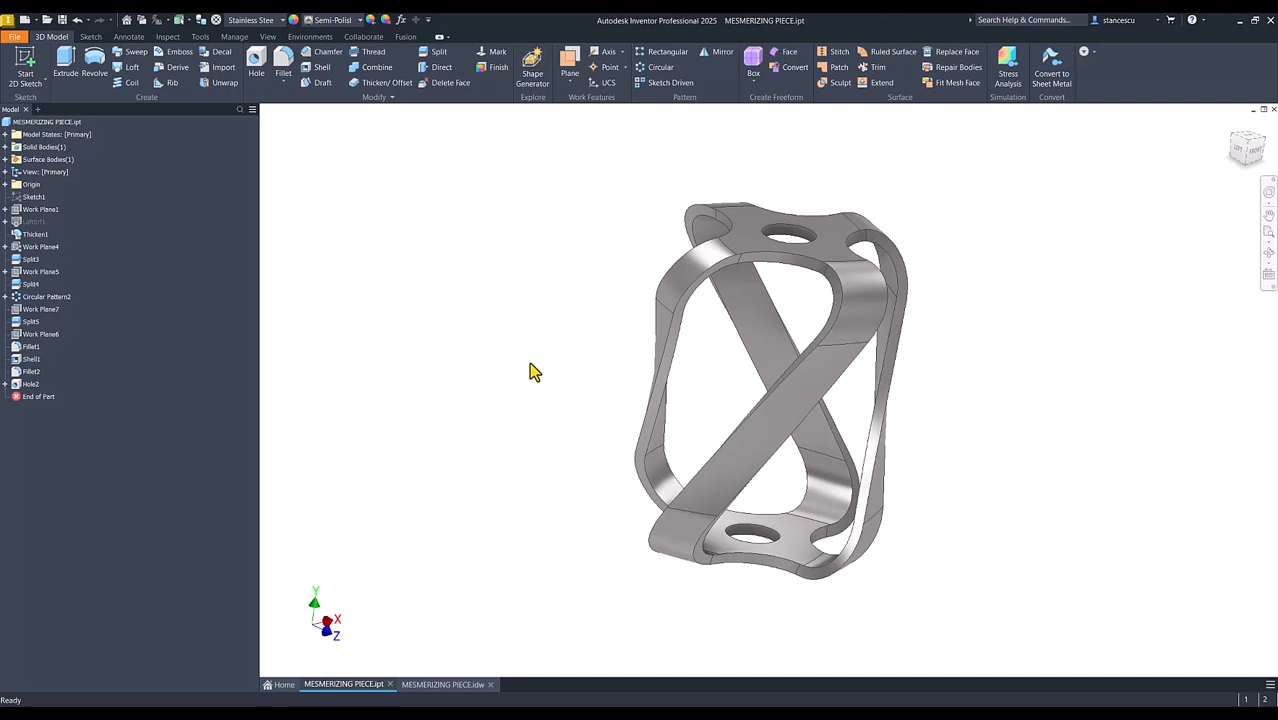 Stainless Stee
Semi-Polisl
Autodesk Inventor Professional 2025 MESMERIZING PIECE.ipt
Search Help & Commands...
stancescu
File 3D Model Sketch Annotate Inspect Tools Manage View Environments Collaborate Fusion
Start
2D Sketch
Extrude
Revolve
Sweep
Emboss
Decal
Loft
Derive
Import
Coil
Rib
Unwrap
Hole
Fillet
Chamfer
Thread
Split
Mark
Shell
Combine
Direct
Finish
Draft
Thicken/ Offset
Delete Face
Shape
Generator
Plane
Axis
Point
UCS
Rectangular
Mirror
Circular
Sketch Driven
Box
Face
Convert
Stitch
Ruled Surface
Replace Face
Patch
Trim
Repair Bodies
Sculpt
Extend
Fit Mesh Face
Stress
Analysis
Convert to
Sheet Metal
Sketch Create Modify Explore Work Features Pattern Create Freeform Surface Simulation Convert
Model
MESMERIZING PIECE.ipt
Model States: [Primary]
Solid Bodies(1)
Surface Bodies(1)
View: [Primary]
Origin
Sketch1
Work Plane1
Thicken1
Work Plane4
Split3
Work Plane5
Split4
Circular Pattern2
Work Plane7
Split5
Work Plane6
Fillet1
Shell1
Fillet2
Hole2
End of Part
LEFT FRONT
Y
X
Z
Home MESMERIZING PIECE.ipt MESMERIZING PIECE.idw
Ready
1 2